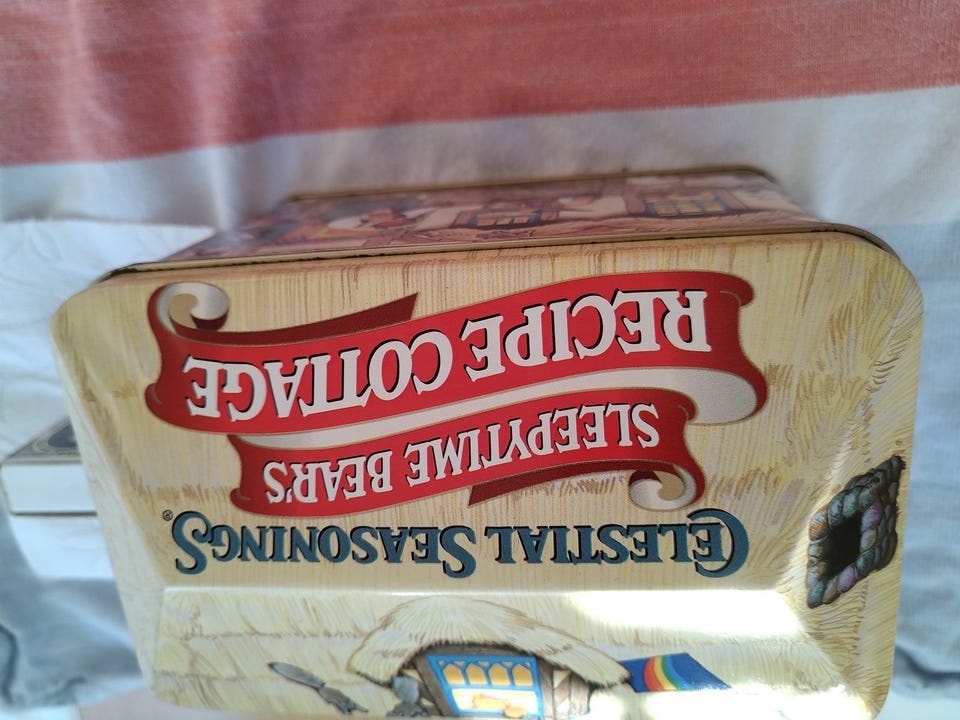 CELESTIAL SEASONINGS®
SLEEPYTIME BEAR'S
RECIPE COTTAGE